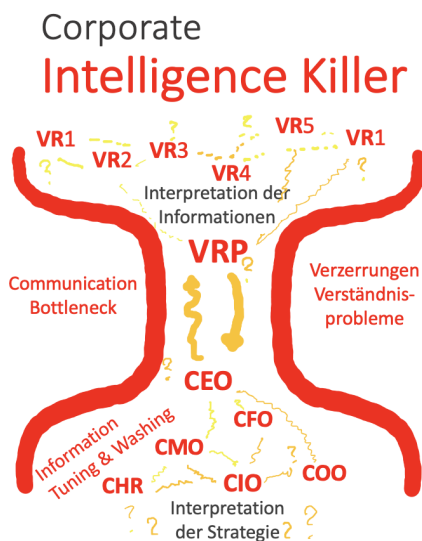 Corporate
Intelligence Killer
VR1
VR2
VR3
VR4
VR5
VR1
?
?
?
Interpretation der
Informationen
VRP
?
Communication
Bottleneck
Verzerrungen
Verständnis-
probleme
?
CEO
CFO
CMO
Information
Tuning & Washing
CHR
CIO
COO
?
Interpretation
der Strategie
? ? ? ?